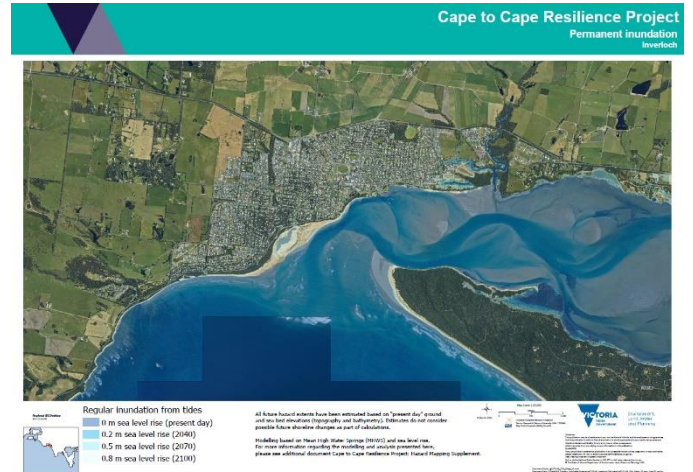 Cape to Cape Resilience Project
Permanent inundation
Inverloch
Regular inundation from tides
0 m sea level rise (present day)
0.2 m sea level rise (2040)
0.5 m sea level rise (2070)
0.8 m sea level rise (2100)
All future hazard extents have been estimated based on "present day" ground
and sea bed elevations (topography and bathymetry). Estimates do not consider
possible future shoreline changes as part of calculations.
Modelling based on Mean High Water Springs (MHWS) and sea level rise.
For more information regarding the modelling and analysis presented here,
please see additional document Cape to Cape Resilience Project: Hazard Mapping Supplement.
VICTORIA
State
Government
Environment,
Land, Water
and Planning